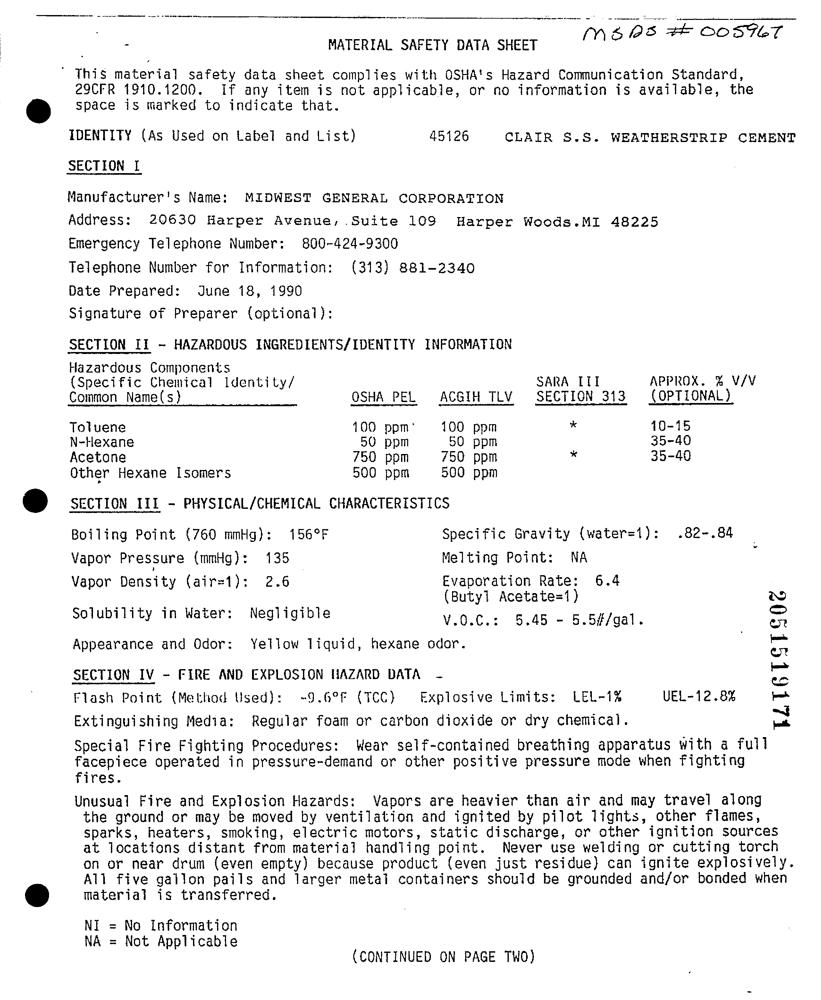 MSDS # 005967
MATERIAL SAFETY DATA SHEET
This material safety data sheet complies with OSHA's Hazard Communication Standard,
29CFR 1910.1200. If any item is not applicable, or no information is available, the
space is marked to indicate that.
IDENTITY (As Used on Label and List) 45126 CLAIR S.S. WEATHERSTRIP CEMENT
SECTION I
Manufacturer's Name: MIDWEST GENERAL CORPORATION
Address: 20630 Harper Avenue, Suite 109 Harper Woods.MI 48225
Emergency Telephone Number: 800-424-9300
Telephone Number for Information: (313) 881-2340
Date Prepared: June 18, 1990
Signature of Preparer (optional):
SECTION II - HAZARDOUS INGREDIENTS/IDENTITY INFORMATION
Hazardous Components
(Specific Chemical Identity/ SARA III APPROX. % V/V
Common Name(s) OSHA PEL ACGIH TLV SECTION 313 (OPTIONAL)
Toluene 100 ppm 100 ppm * 10-15
N-Hexane 50 ppm 50 ppm 35-40
Acetone 750 ppm 750 ppm * 35-40
Other Hexane Isomers 500 ppm 500 ppm
SECTION III - PHYSICAL/CHEMICAL CHARACTERISTICS
Boiling Point (760 mmHg): 156°F Specific Gravity (water=1): .82-.84
Vapor Pressure (mmHg): 135 Melting Point: NA
Vapor Density (air=1): 2.6 Evaporation Rate: 6.4
(Butyl Acetate=1)
Solubility in Water: Negligible V.O.C.: 5.45 - 5.5#/gal.
Appearance and Odor: Yellow liquid, hexane odor.
SECTION IV - FIRE AND EXPLOSION HAZARD DATA
Flash Point (Method Used): -9.6°F (TCC) Explosive Limits: LEL-1% UEL-12.8%
Extinguishing Media: Regular foam or carbon dioxide or dry chemical.
Special Fire Fighting Procedures: Wear self-contained breathing apparatus with a full
facepiece operated in pressure-demand or other positive pressure mode when fighting
fires.
Unusual Fire and Explosion Hazards: Vapors are heavier than air and may travel along
the ground or may be moved by ventilation and ignited by pilot lights, other flames,
sparks, heaters, smoking, electric motors, static discharge, or other ignition sources
at locations distant from material handling point. Never use welding or cutting torch
on or near drum (even empty) because product (even just residue) can ignite explosively.
All five gallon pails and larger metal containers should be grounded and/or bonded when
material is transferred.
NI = No Information
NA = Not Applicable
(CONTINUED ON PAGE TWO)
2051519171